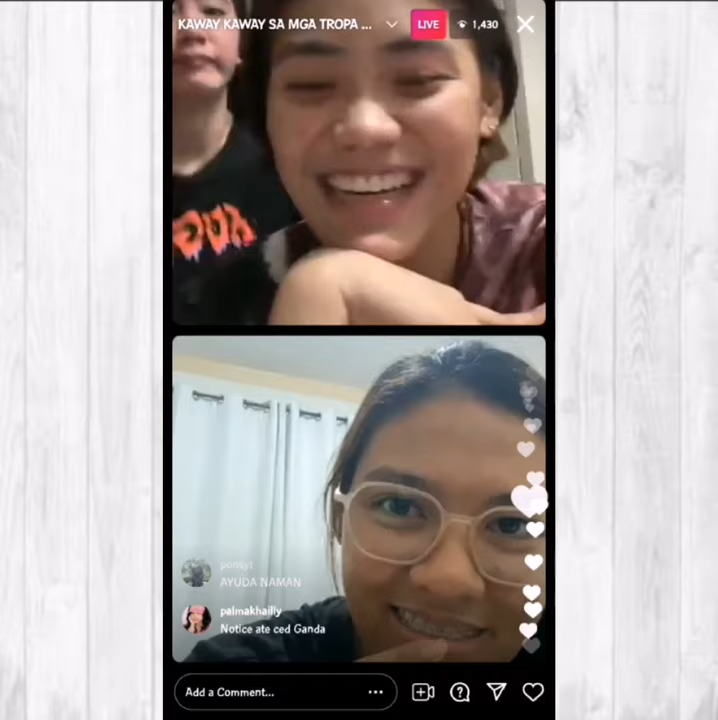 KAWAY KAWAY SA MGA TROPA ...
LIVE
1,430
ponsyt
AYUDA NAMAN
palmakhailly
Notice ate ced Ganda
Add a Comment...